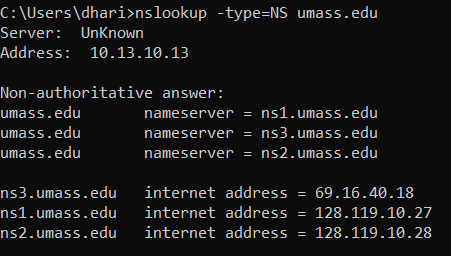 C:\Users\dhari>nslookup -type=NS umass.edu
Server:  UnKnown
Address:  10.13.10.13

Non-authoritative answer:
umass.edu       nameserver = ns1.umass.edu
umass.edu       nameserver = ns3.umass.edu
umass.edu       nameserver = ns2.umass.edu

ns3.umass.edu   internet address = 69.16.40.18
ns1.umass.edu   internet address = 128.119.10.27
ns2.umass.edu   internet address = 128.119.10.28